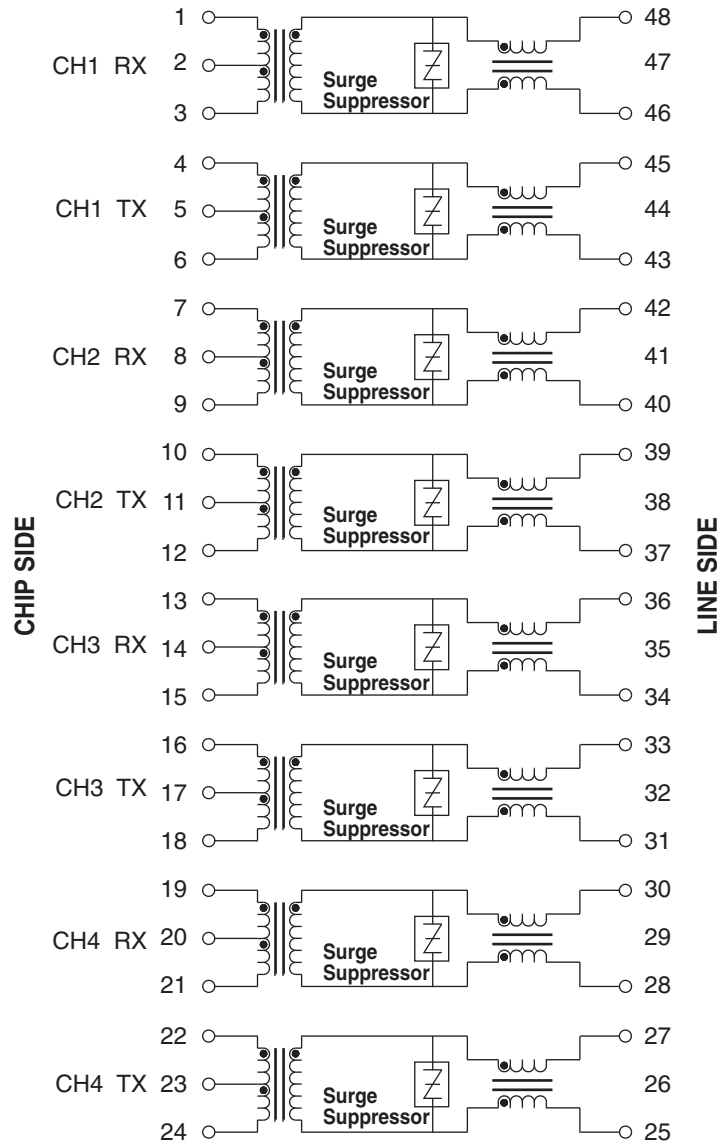 1
48
CH1 RX
2
47
Surge
Suppressor
3
46
4
45
CH1 TX
5
44
Surge
Suppressor
6
43
7
42
CH2 RX
8
41
Surge
Suppressor
9
40
10
39
CH2 TX
11
38
Surge
Suppressor
12
37
CHIP SIDE
LINE SIDE
13
36
CH3 RX
14
35
Surge
Suppressor
15
34
16
33
CH3 TX
17
32
Surge
Suppressor
18
31
19
30
CH4 RX
20
29
Surge
Suppressor
21
28
22
27
CH4 TX
23
26
Surge
Suppressor
24
25